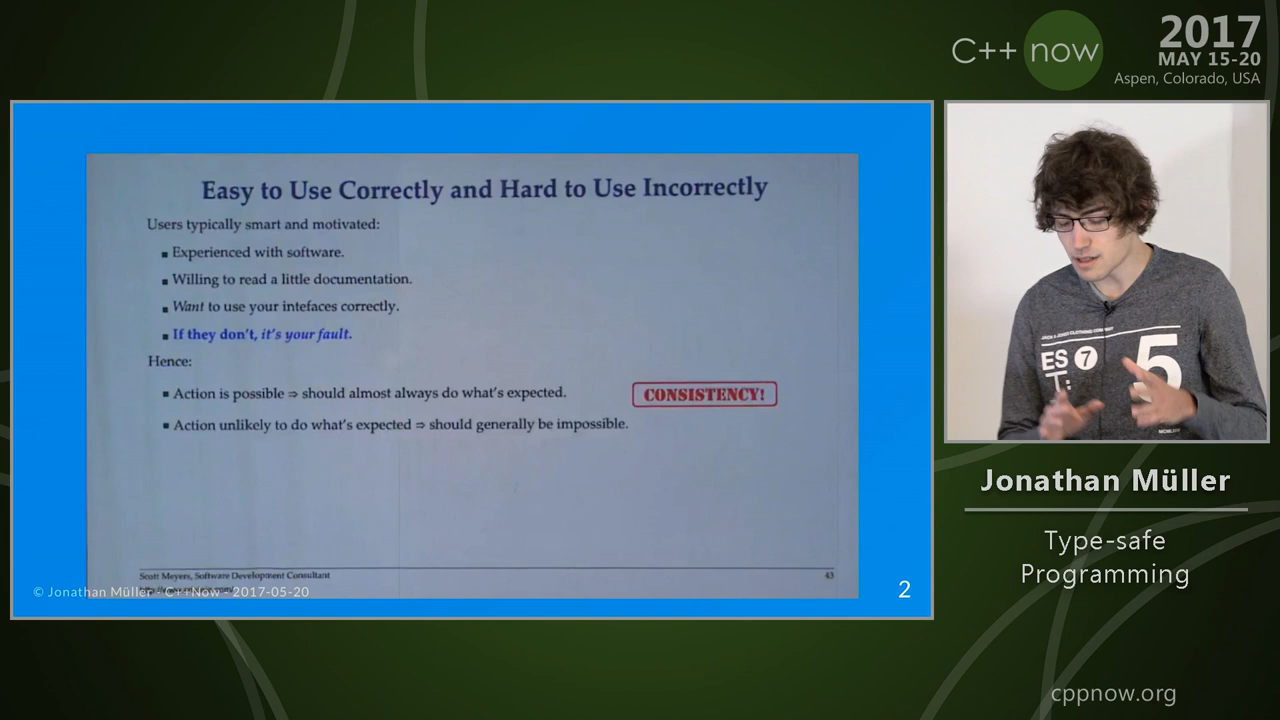 C++ now
2017
MAY 15-20
Aspen, Colorado, USA
Easy to Use Correctly and Hard to Use Incorrectly
Users typically smart and motivated:
▪ Experienced with software.
▪ Willing to read a little documentation.
▪ Want to use your intefaces correctly.
▪ If they don't, it's your fault.
Hence:
▪ Action is possible ⇒ should almost always do what's expected.
CONSISTENCY!
▪ Action unlikely to do what's expected ⇒ should generally be impossible.
Scott Meyers, Software Development Consultant
43
© Jonathan Müller - C++Now - 2017-05-20
2
ES 7
5
Jonathan Müller
Type-safe
Programming
cppnow.org